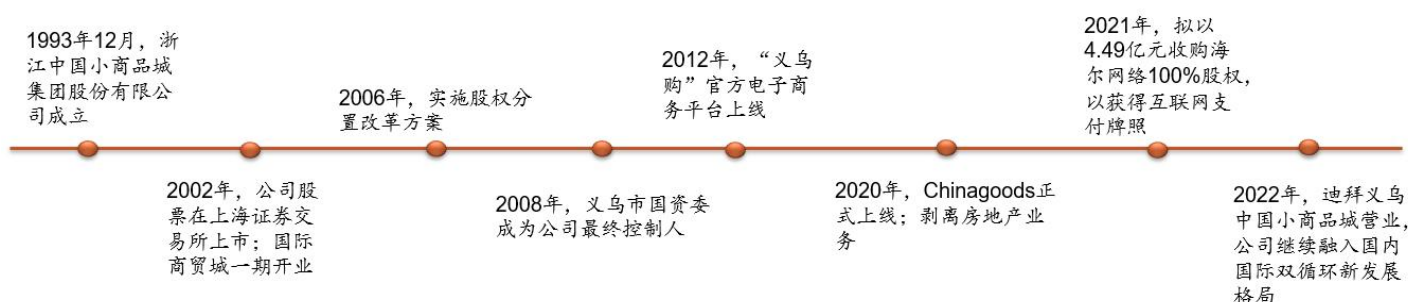 1993年12月，浙
江中国小商品城
集团股份有限公
司成立
2002年，公司股
票在上海证券交
易所上市；国际
商贸城一期开业
2006年，实施股权分
置改革方案
2008年，义乌市国资委
成为公司最终控制人
2012年，“义乌
购”官方电子商
务平台上线
2020年，Chinagoods正
式上线；剥离房地产业
务
2021年，拟以
4.49亿元收购海
尔网络100%股权，
以获得互联网支
付牌照
2022年，迪拜义乌
中国小商品城营业，
公司继续融入国内
国际双循环新发展
格局